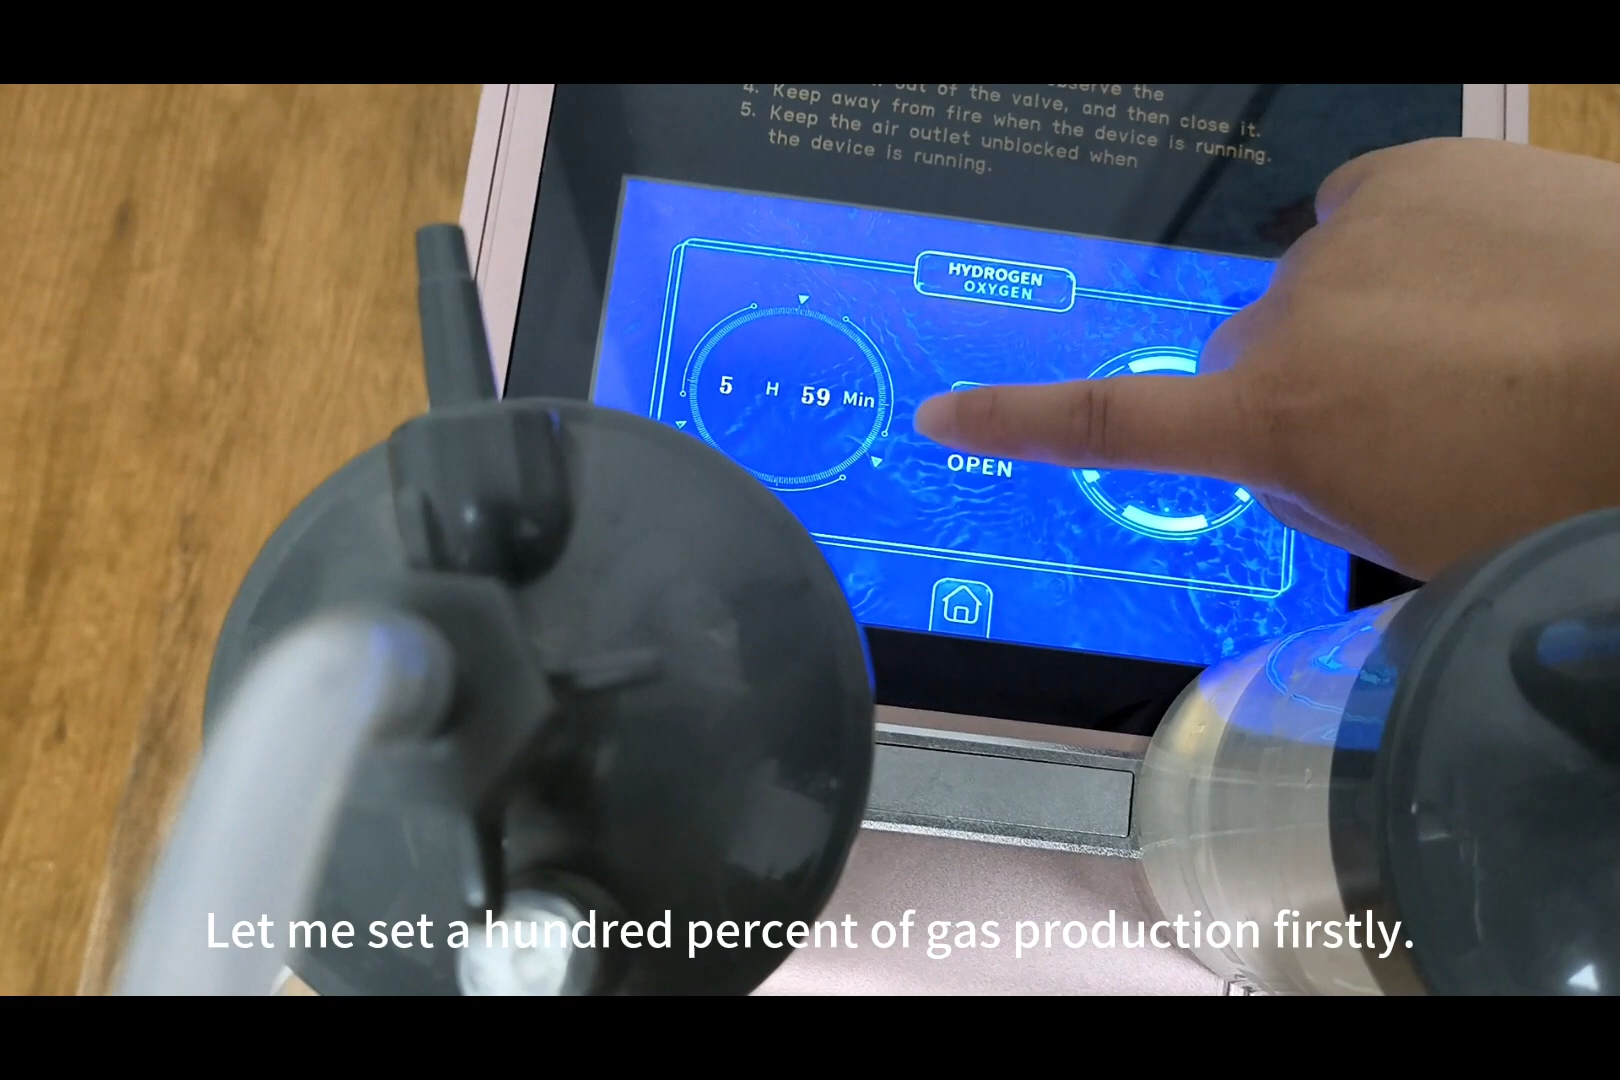 out of the valve, and then close it.
4. Keep away from fire when the device is running.
5. Keep the air outlet unblocked when
the device is running.
HYDROGEN
OXYGEN
5 H 59 Min
OPEN
Let me set a hundred percent of gas production firstly.